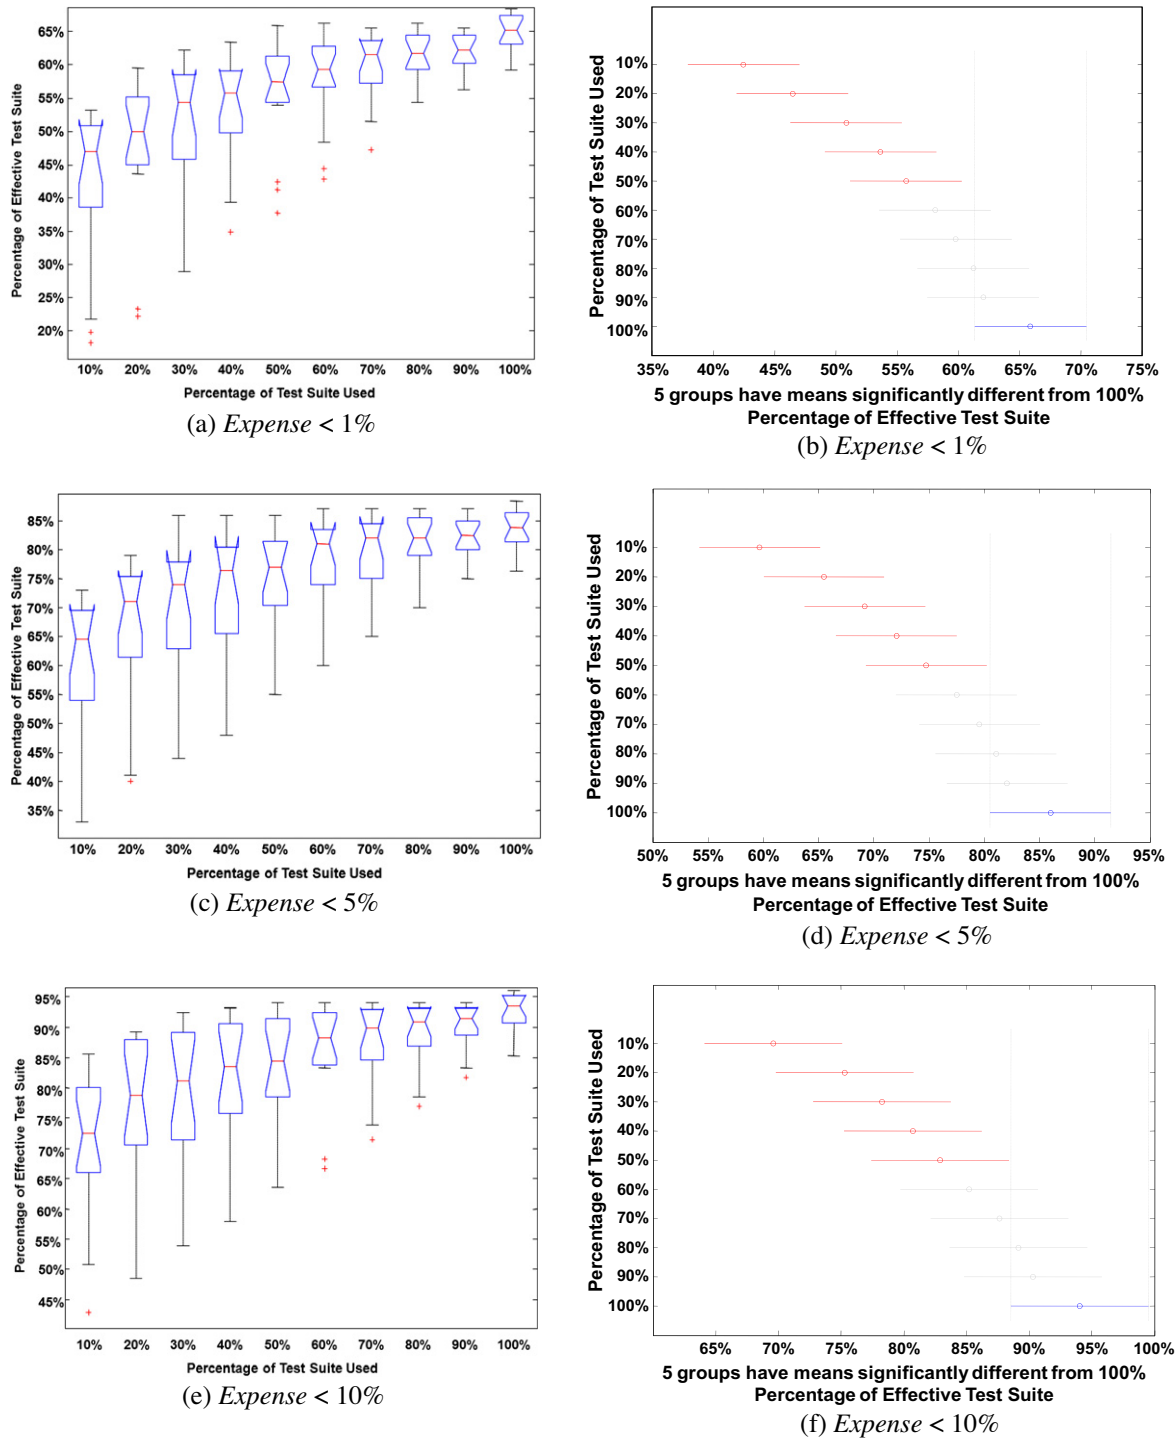 65%
60%
55%
50%
45%
40%
35%
30%
25%
20%
Percentage of Effective Test Suite
10% 20% 30% 40% 50% 60% 70% 80% 90% 100%
Percentage of Test Suite Used
(a) Expense < 1%
Percentage of Test Suite Used
10%
20%
30%
40%
50%
60%
70%
80%
90%
100%
35% 40% 45% 50% 55% 60% 65% 70% 75%
5 groups have means significantly different from 100%
Percentage of Effective Test Suite
(b) Expense < 1%
85%
80%
75%
70%
65%
60%
55%
50%
45%
40%
35%
Percentage of Effective Test Suite
10% 20% 30% 40% 50% 60% 70% 80% 90% 100%
Percentage of Test Suite Used
(c) Expense < 5%
Percentage of Test Suite Used
10%
20%
30%
40%
50%
60%
70%
80%
90%
100%
50% 55% 60% 65% 70% 75% 80% 85% 90% 95%
5 groups have means significantly different from 100%
Percentage of Effective Test Suite
(d) Expense < 5%
95%
90%
85%
80%
75%
70%
65%
60%
55%
50%
45%
Percentage of Effective Test Suite
10% 20% 30% 40% 50% 60% 70% 80% 90% 100%
Percentage of Test Suite Used
(e) Expense < 10%
Percentage of Test Suite Used
10%
20%
30%
40%
50%
60%
70%
80%
90%
100%
65% 70% 75% 80% 85% 90% 95% 100%
5 groups have means significantly different from 100%
Percentage of Effective Test Suite
(f) Expense < 10%